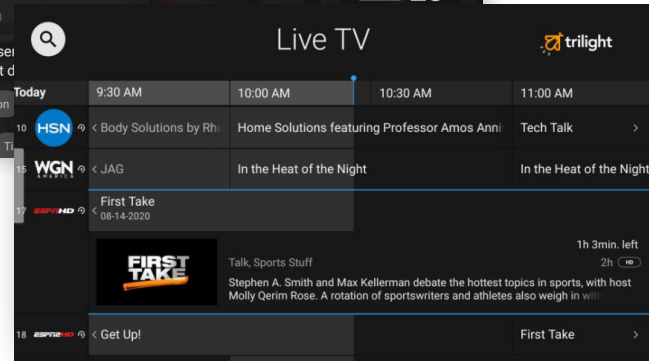 Live TV
trilight
Today
9:30 AM
10:00 AM
10:30 AM
11:00 AM
10 HSN < Body Solutions by Rh Home Solutions featuring Professor Amos Anni Tech Talk >
15 WGN AMERICA < JAG In the Heat of the Night In the Heat of the Night
17 ESPN HD < First Take
08-14-2020
1h 3min. left
FIRST TAKE
Talk, Sports Stuff 2h HD
Stephen A. Smith and Max Kellerman debate the hottest topics in sports, with host
Molly Qerim Rose. A rotation of sportswriters and athletes also weigh in with
18 ESPN2 HD < Get Up! First Take >